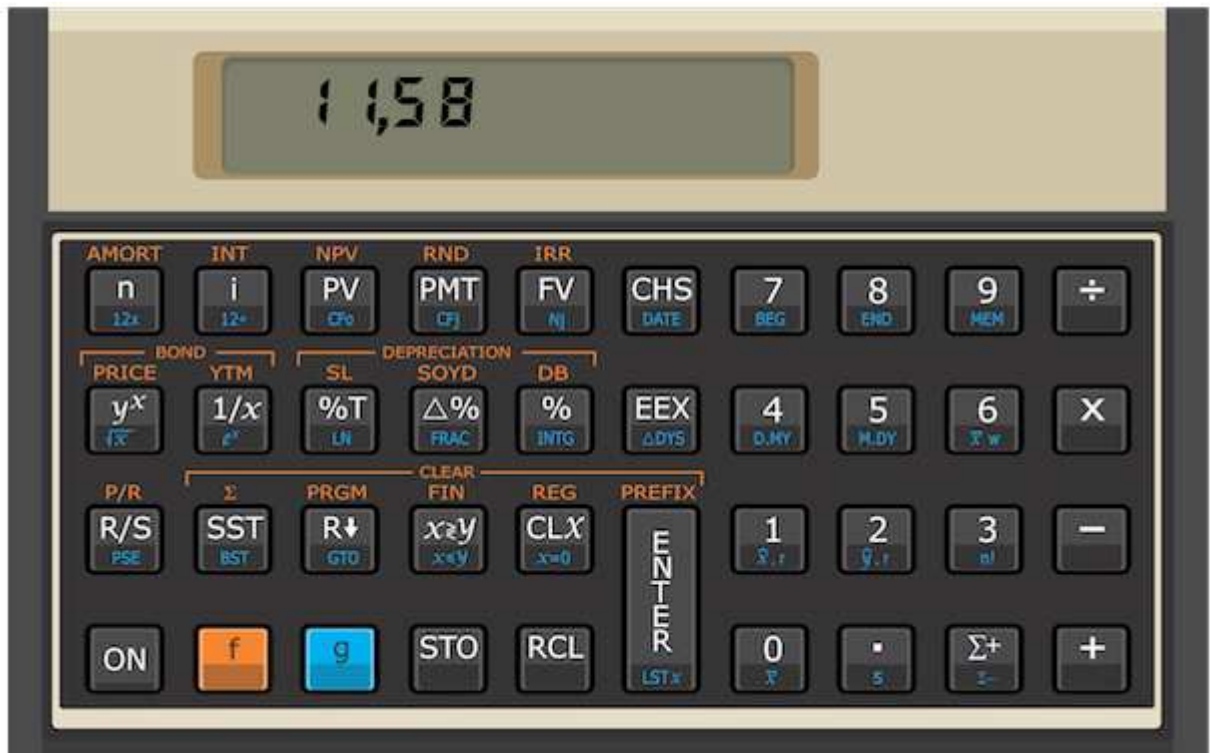 11,58
AMORT INT NPV RND IRR
n i PV PMT FV CHS 7 8 9 ÷
12x 12÷ CFo CFj Nj DATE BEG END MEM
BOND DEPRECIATION
PRICE YTM SL SOYD DB
yˣ 1/x %T △% % EEX 4 5 6 X
√x eˣ LN FRAC INTG △DYS D.MY M.DY x̅ w
CLEAR
P/R Σ PRGM FIN REG PREFIX
R/S SST R↓ x≷y CLX ENTER 1 2 3 −
PSE BST GTO x≤y x=0 x̂,r ŷ,r n!
ON f g STO RCL 0 . Σ+ +
LSTx x̅ s Σ−